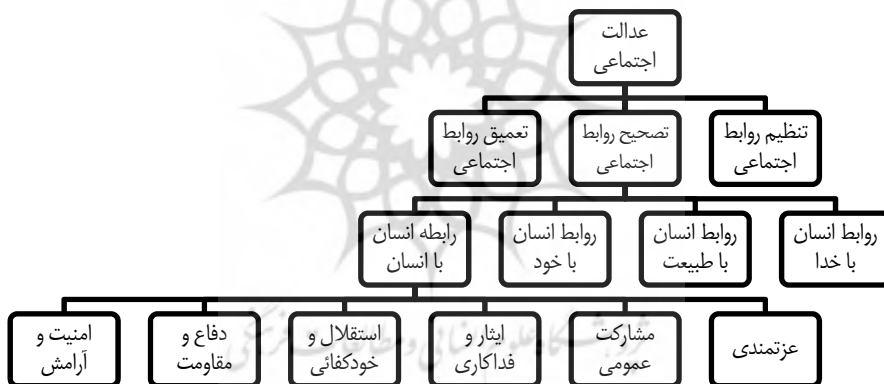 عدالت
اجتماعی
تنظیم روابط
اجتماعی
تصحیح روابط
اجتماعی
تعمیق روابط
اجتماعی
روابط انسان
با خدا
روابط انسان
با طبیعت
روابط انسان
با خود
رابطه انسان
با انسان
عزتمندی
مشارکت
عمومی
ایثار و
فداکاری
استقلال و
خودکفائی
دفاع و
مقاومت
امنیت و
آرامش